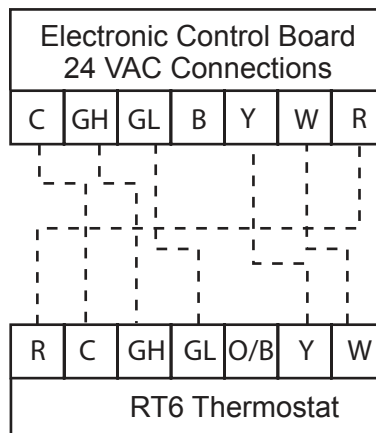 Electronic Control Board
24 VAC Connections
C GH GL B Y W R
R C GH GL O/B Y W
RT6 Thermostat